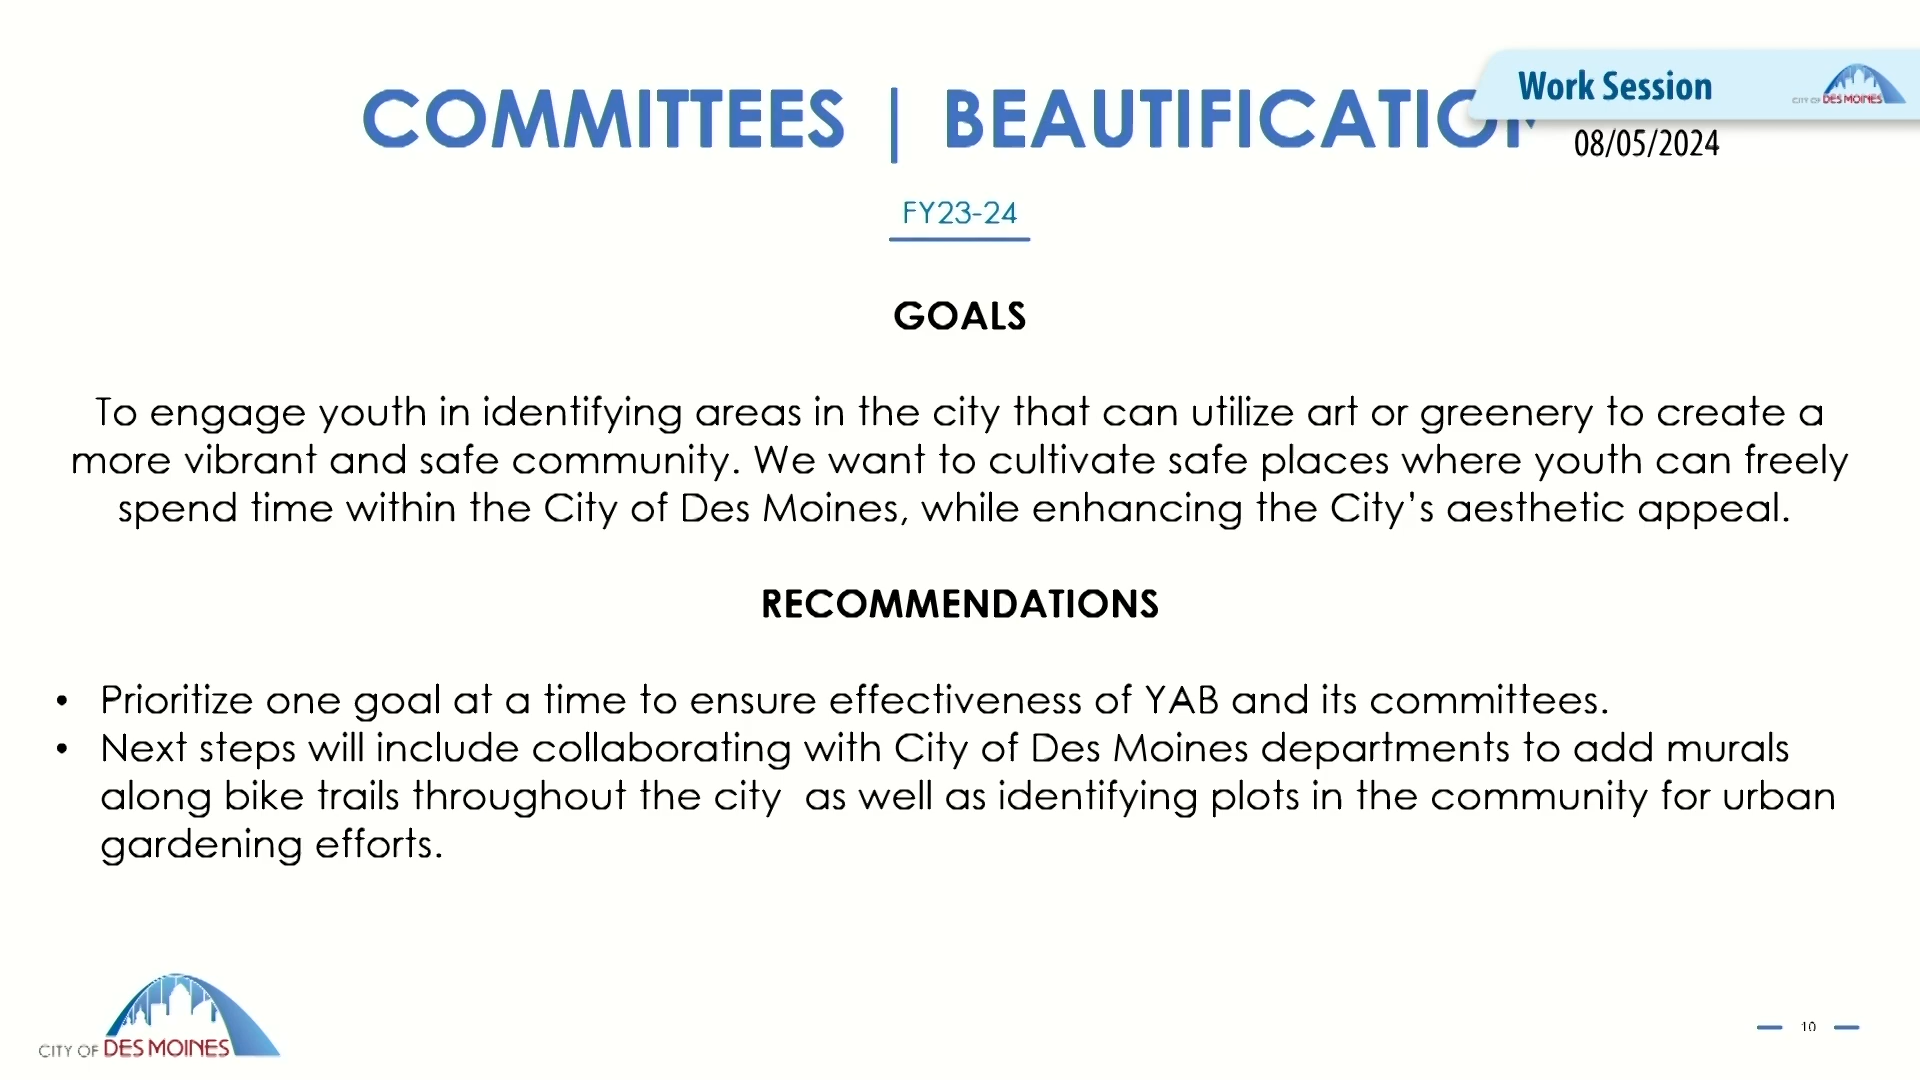 COMMITTEES | BEAUTIFICATION
Work Session
CITY OF DES MOINES
08/05/2024
FY23-24
GOALS
To engage youth in identifying areas in the city that can utilize art or greenery to create a
more vibrant and safe community. We want to cultivate safe places where youth can freely
spend time within the City of Des Moines, while enhancing the City's aesthetic appeal.
RECOMMENDATIONS
• Prioritize one goal at a time to ensure effectiveness of YAB and its committees.
• Next steps will include collaborating with City of Des Moines departments to add murals
along bike trails throughout the city  as well as identifying plots in the community for urban
gardening efforts.
CITY OF DES MOINES
10